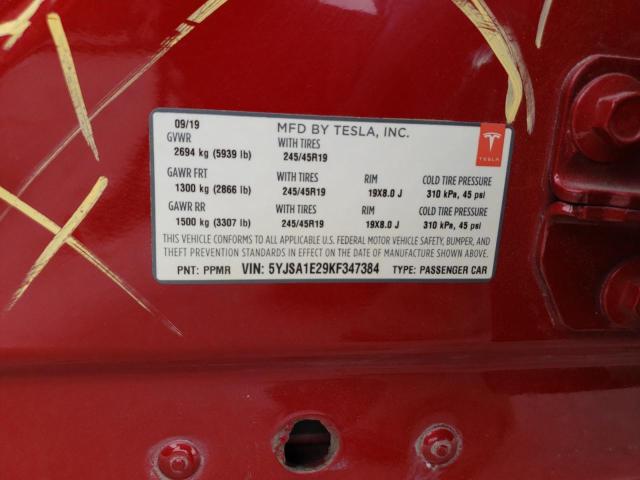 09/19 MFD BY TESLA, INC.
GVWR WITH TIRES
2694 kg (5939 lb) 245/45R19
TESLA
GAWR FRT WITH TIRES RIM COLD TIRE PRESSURE
1300 kg (2866 lb) 245/45R19 19X8.0 J 310 kPa, 45 psi
GAWR RR WITH TIRES RIM COLD TIRE PRESSURE
1500 kg (3307 lb) 245/45R19 19X8.0 J 310 kPa, 45 psi
THIS VEHICLE CONFORMS TO ALL APPLICABLE U.S. FEDERAL MOTOR VEHICLE SAFETY, BUMPER, AND
THEFT PREVENTION STANDARDS IN EFFECT ON THE DATE OF MANUFACTURE SHOWN ABOVE.
PNT: PPMR VIN: 5YJSA1E29KF347384 TYPE: PASSENGER CAR